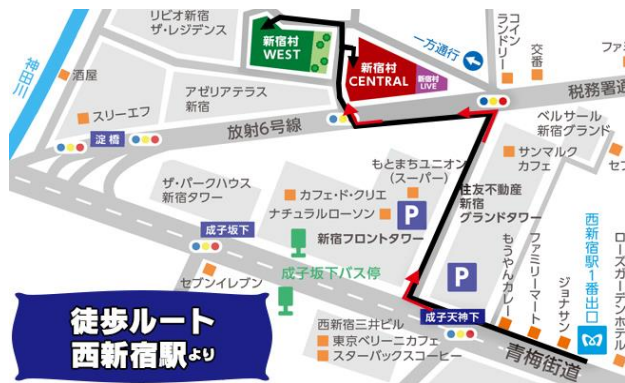 リビオ新宿
ザ・レジデンス
新宿村
WEST
一方通行
コイン
ランドリー
交番
神田川
酒屋
新宿村
CENTRAL
新宿村
LIVE
アゼリアテラス
新宿
スリーエフ
税務署通
淀橋
放射6号線
ベルサール
新宿グランド
サンマルク
カフェ
もとまちユニオン
(スーパー)
ザ・パークハウス
新宿タワー
カフェ・ド・クリエ
ナチュラルローソン
P
住友不動産
新宿
グランドタワー
新宿フロントタワー
成子坂下
成子坂下バス停
P
西新宿駅1番出口
ローズガーデンホテル
もうやんカレー
ファミリーマート
ジョナサン
セブンイレブン
成子天神下
西新宿三井ビル
東京ベリーニカフェ
スターバックスコーヒー
青梅街道
徒歩ルート
西新宿駅より